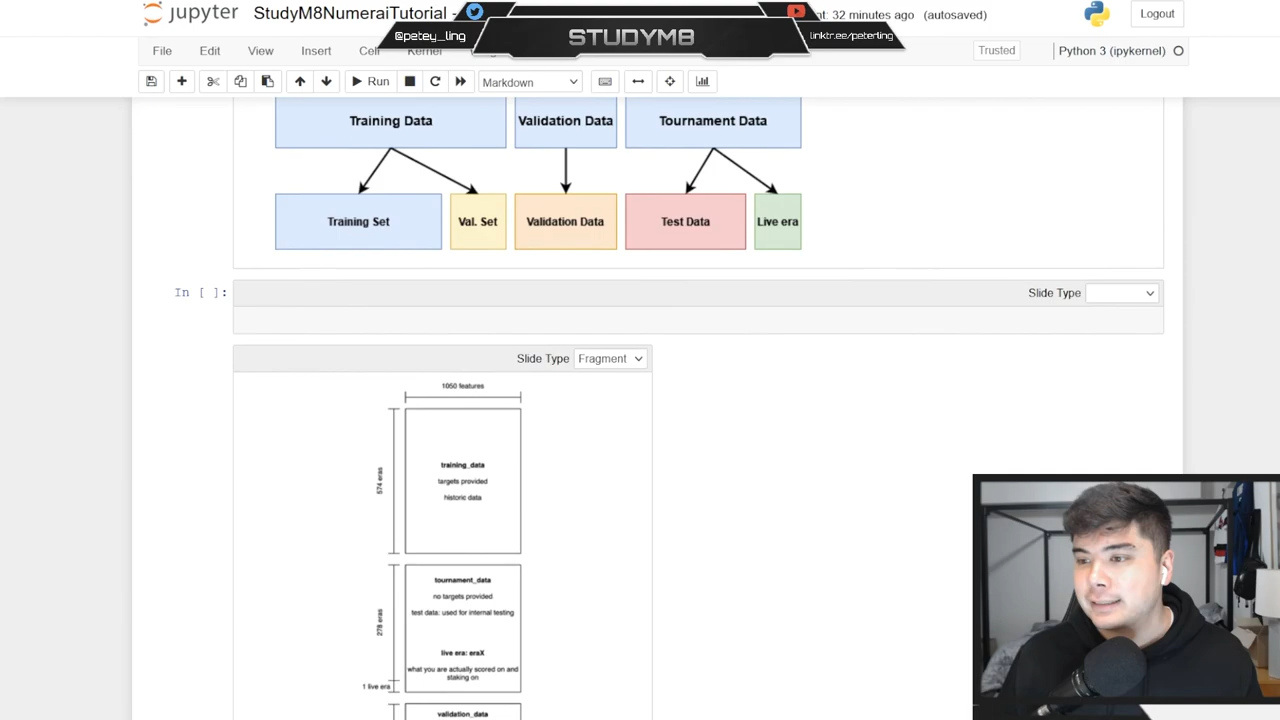 jupyter StudyM8NumeraiTutorial - nt: 32 minutes ago (autosaved) Logout
@petey_ling STUDYM8 linktr.ee/peterling
File Edit View Insert Cell Kernel Trusted Python 3 (ipykernel)
Run Markdown
Training Data Validation Data Tournament Data
Training Set Val. Set Validation Data Test Data Live era
In [ ]: Slide Type
Slide Type Fragment
1050 features
574 eras
training_data
targets provided
historic data
278 eras
tournament_data
no targets provided
test data: used for internal testing
live era: eraX
what you are actually scored on and
staking on
1 live era
validation_data